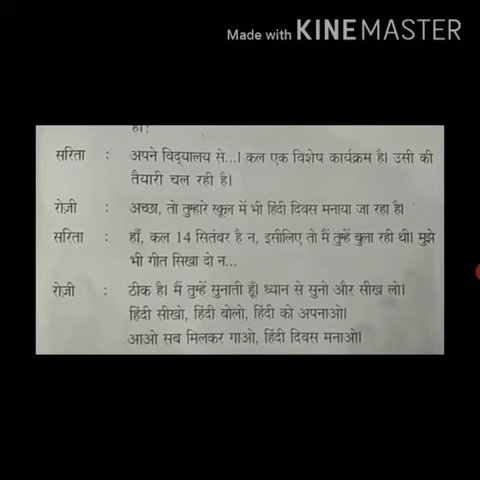 Made with KINEMASTER
हो?
सरिता : अपने विद्यालय से...। कल एक विशेष कार्यक्रम है। उसी की
तैयारी चल रही है।
रोज़ी : अच्छा, तो तुम्हारे स्कूल में भी हिंदी दिवस मनाया जा रहा है।
सरिता : हाँ, कल 14 सितंबर है न, इसीलिए तो मैं तुम्हें बुला रही थी। मुझे
भी गीत सिखा दो न...
रोज़ी : ठीक है। मैं तुम्हें सुनाती हूँ। ध्यान से सुनो और सीख लो।
हिंदी सीखो, हिंदी बोलो, हिंदी को अपनाओ।
आओ सब मिलकर गाओ, हिंदी दिवस मनाओ।